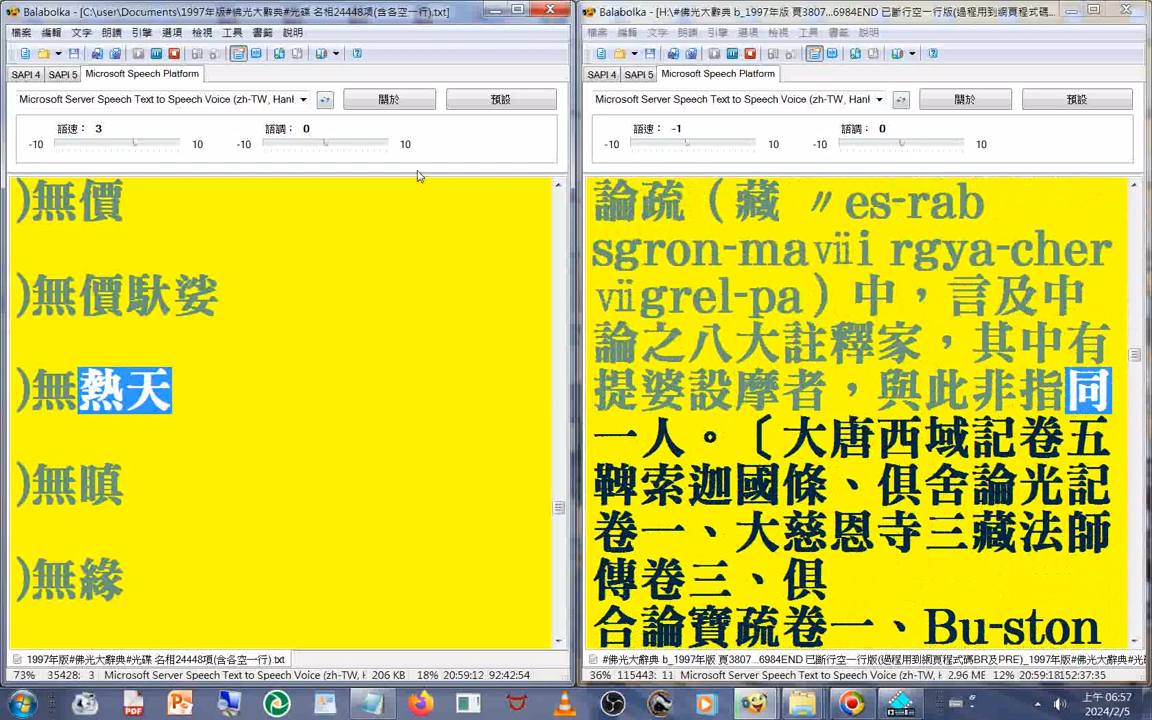 Balabolka - [C:\user\Documents\1997年版#佛光大辭典#光碟 名相24448項(含各空一行).txt]
檔案 編輯 文字 朗讀 引擎 選項 檢視 工具 書籤 說明
SAPI 4 SAPI 5 Microsoft Speech Platform
Microsoft Server Speech Text to Speech Voice (zh-TW, Hanl
關於 預設
語速： 3 語調： 0
-10 10 -10 10
)無價
)無價馱娑
)無熱天
)無瞋
)無緣
1997年版#佛光大辭典#光碟 名相24448項(含各空一行).txt
73% 35428: 3 Microsoft Server Speech Text to Speech Voice (zh-TW, H 206 KB 18% 20:59:12 92:42:54
Balabolka - [H:\#佛光大辭典 b_1997年版 頁3807...6984END 已斷行空一行版(過程用到網頁程式碼
檔案 編輯 文字 朗讀 引擎 選項 檢視 工具 書籤 說明
SAPI 4 SAPI 5 Microsoft Speech Platform
Microsoft Server Speech Text to Speech Voice (zh-TW, Hanl
關於 預設
語速： -1 語調： 0
-10 10 -10 10
論疏（藏 〃es-rab
sgron-maⅶi rgya-cher
ⅶgrel-pa）中，言及中
論之八大註釋家，其中有
提婆設摩者，與此非指同
一人。〔大唐西域記卷五
鞞索迦國條、俱舍論光記
卷一、大慈恩寺三藏法師
傳卷三、俱
合論寶疏卷一、Bu-ston
#佛光大辭典 b_1997年版 頁3807...6984END 已斷行空一行版(過程用到網頁程式碼BR及PRE)_1997年版#光
36% 115443: 11 Microsoft Server Speech Text to Speech Voice (zh-TW, H 2.96 ME 12% 20:59:18 152:37:35
PDF
上午 06:57
2024/2/5